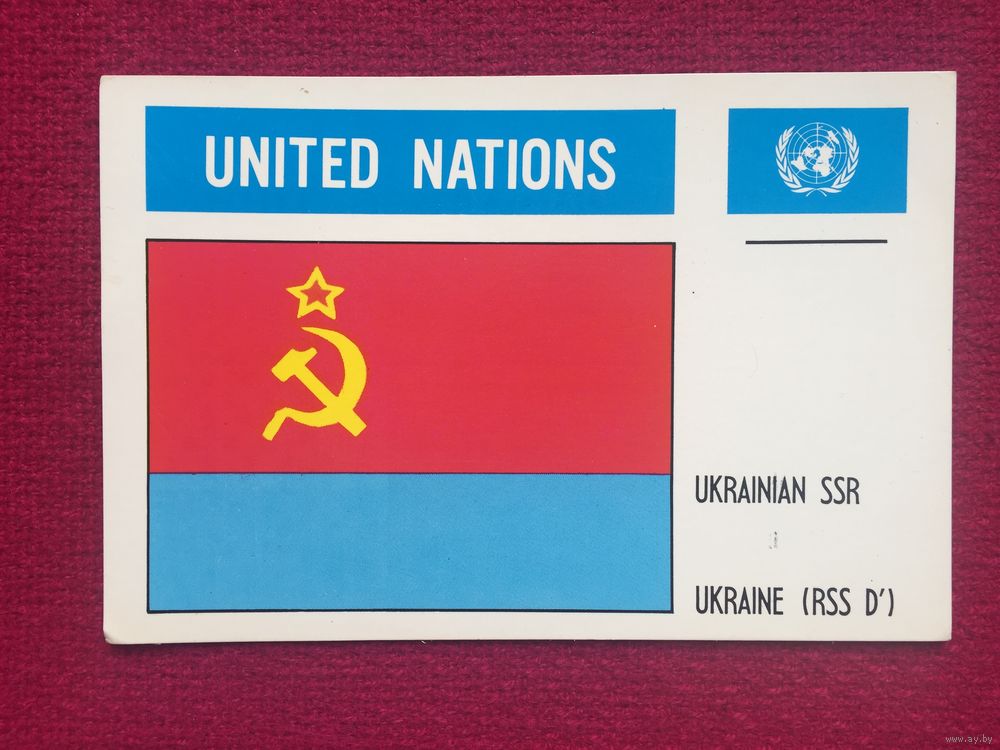 UNITED NATIONS
UKRAINIAN SSR
UKRAINE (RSS D')
www.ay.by